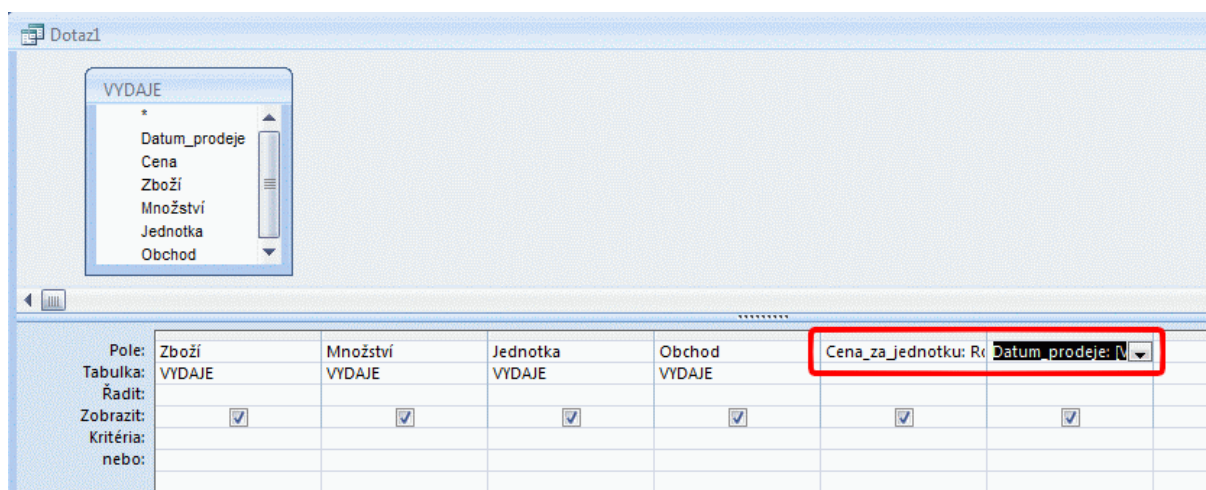 Dotaz1
VYDAJE
*
Datum_prodeje
Cena
Zboží
Množství
Jednotka
Obchod
Pole: Zboží Množství Jednotka Obchod Cena_za_jednotku: Ro Datum_prodeje: [V
Tabulka: VYDAJE VYDAJE VYDAJE VYDAJE
Řadit:
Zobrazit:
Kritéria:
nebo: